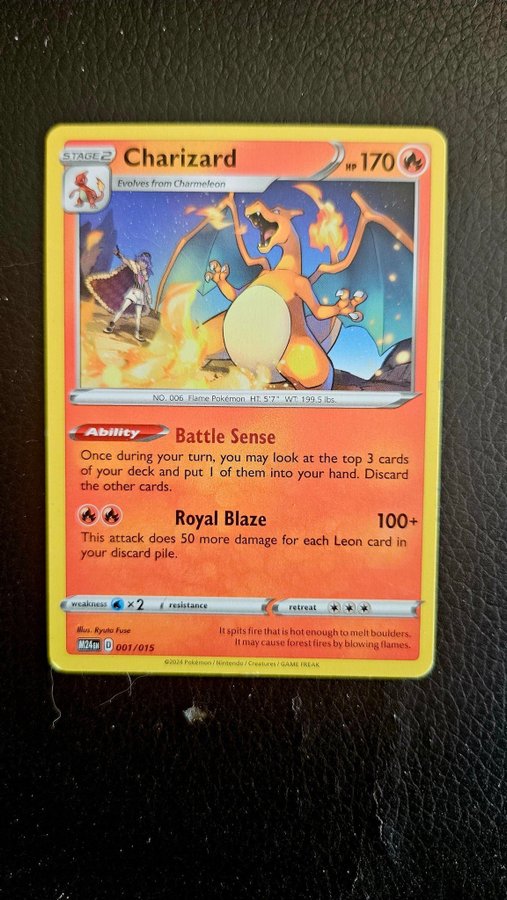 STAGE 2 Charizard HP 170
Evolves from Charmeleon
NO. 006 Flame Pokémon HT: 5'7" WT: 199.5 lbs.
Ability Battle Sense
Once during your turn, you may look at the top 3 cards
of your deck and put 1 of them into your hand. Discard
the other cards.
Royal Blaze 100+
This attack does 50 more damage for each Leon card in
your discard pile.
weakness ×2 resistance retreat
Illus. Ryuta Fuse
M24 EN D 001/015
It spits fire that is hot enough to melt boulders.
It may cause forest fires by blowing flames.
©2024 Pokémon / Nintendo / Creatures / GAME FREAK